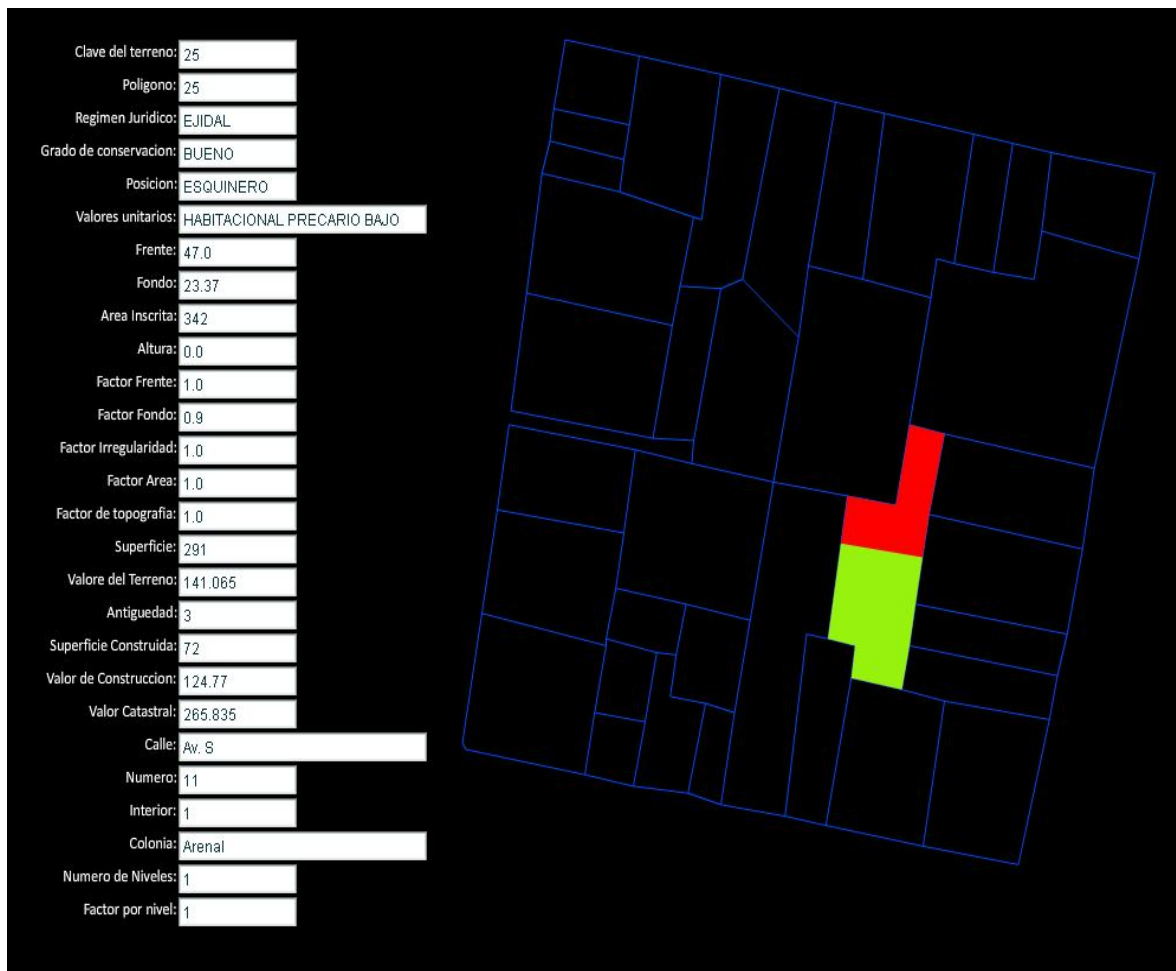 Clave del terreno: 25
Poligono: 25
Regimen Juridico: EJIDAL
Grado de conservacion: BUENO
Posicion: ESQUINERO
Valores unitarios: HABITACIONAL PRECARIO BAJO
Frente: 47.0
Fondo: 23.37
Area Inscrita: 342
Altura: 0.0
Factor Frente: 1.0
Factor Fondo: 0.9
Factor Irregularidad: 1.0
Factor Area: 1.0
Factor de topografia: 1.0
Superficie: 291
Valore del Terreno: 141.065
Antiguedad: 3
Superficie Construida: 72
Valor de Construccion: 124.77
Valor Catastral: 265.835
Calle: Av. S
Numero: 11
Interior: 1
Colonia: Arenal
Numero de Niveles: 1
Factor por nivel: 1